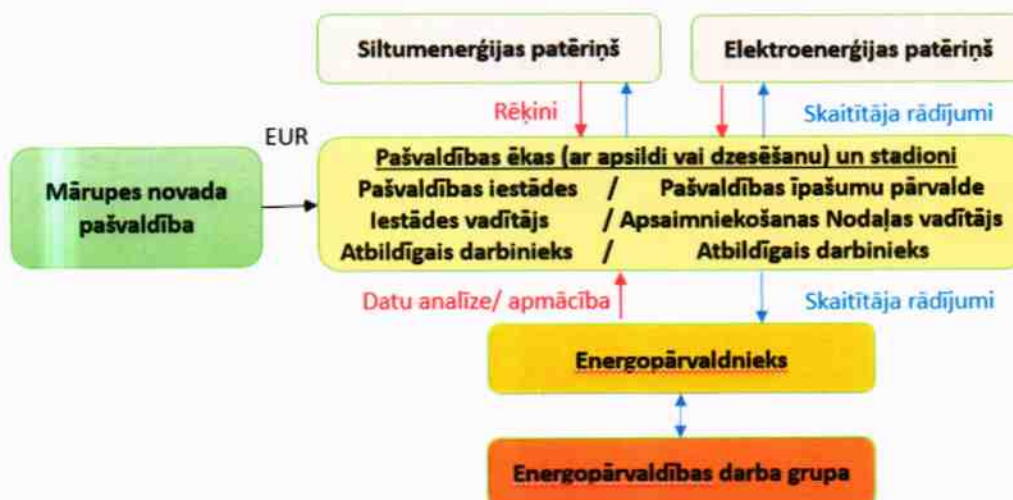 Siltumenerģijas patēriņš
Elektroenerģijas patēriņš
Rēķini
Skaitītāja rādījumi
EUR
Mārupes novada
pašvaldība
Pašvaldības ēkas (ar apsildi vai dzesēšanu) un stadioni
Pašvaldības iestādes / Pašvaldības īpašumu pārvalde
Iestādes vadītājs / Apsaimniekošanas Nodaļas vadītājs
Atbildīgais darbinieks / Atbildīgais darbinieks
Datu analīze/ apmācība
Skaitītāja rādījumi
Energopārvaldnieks
Energopārvaldības darba grupa